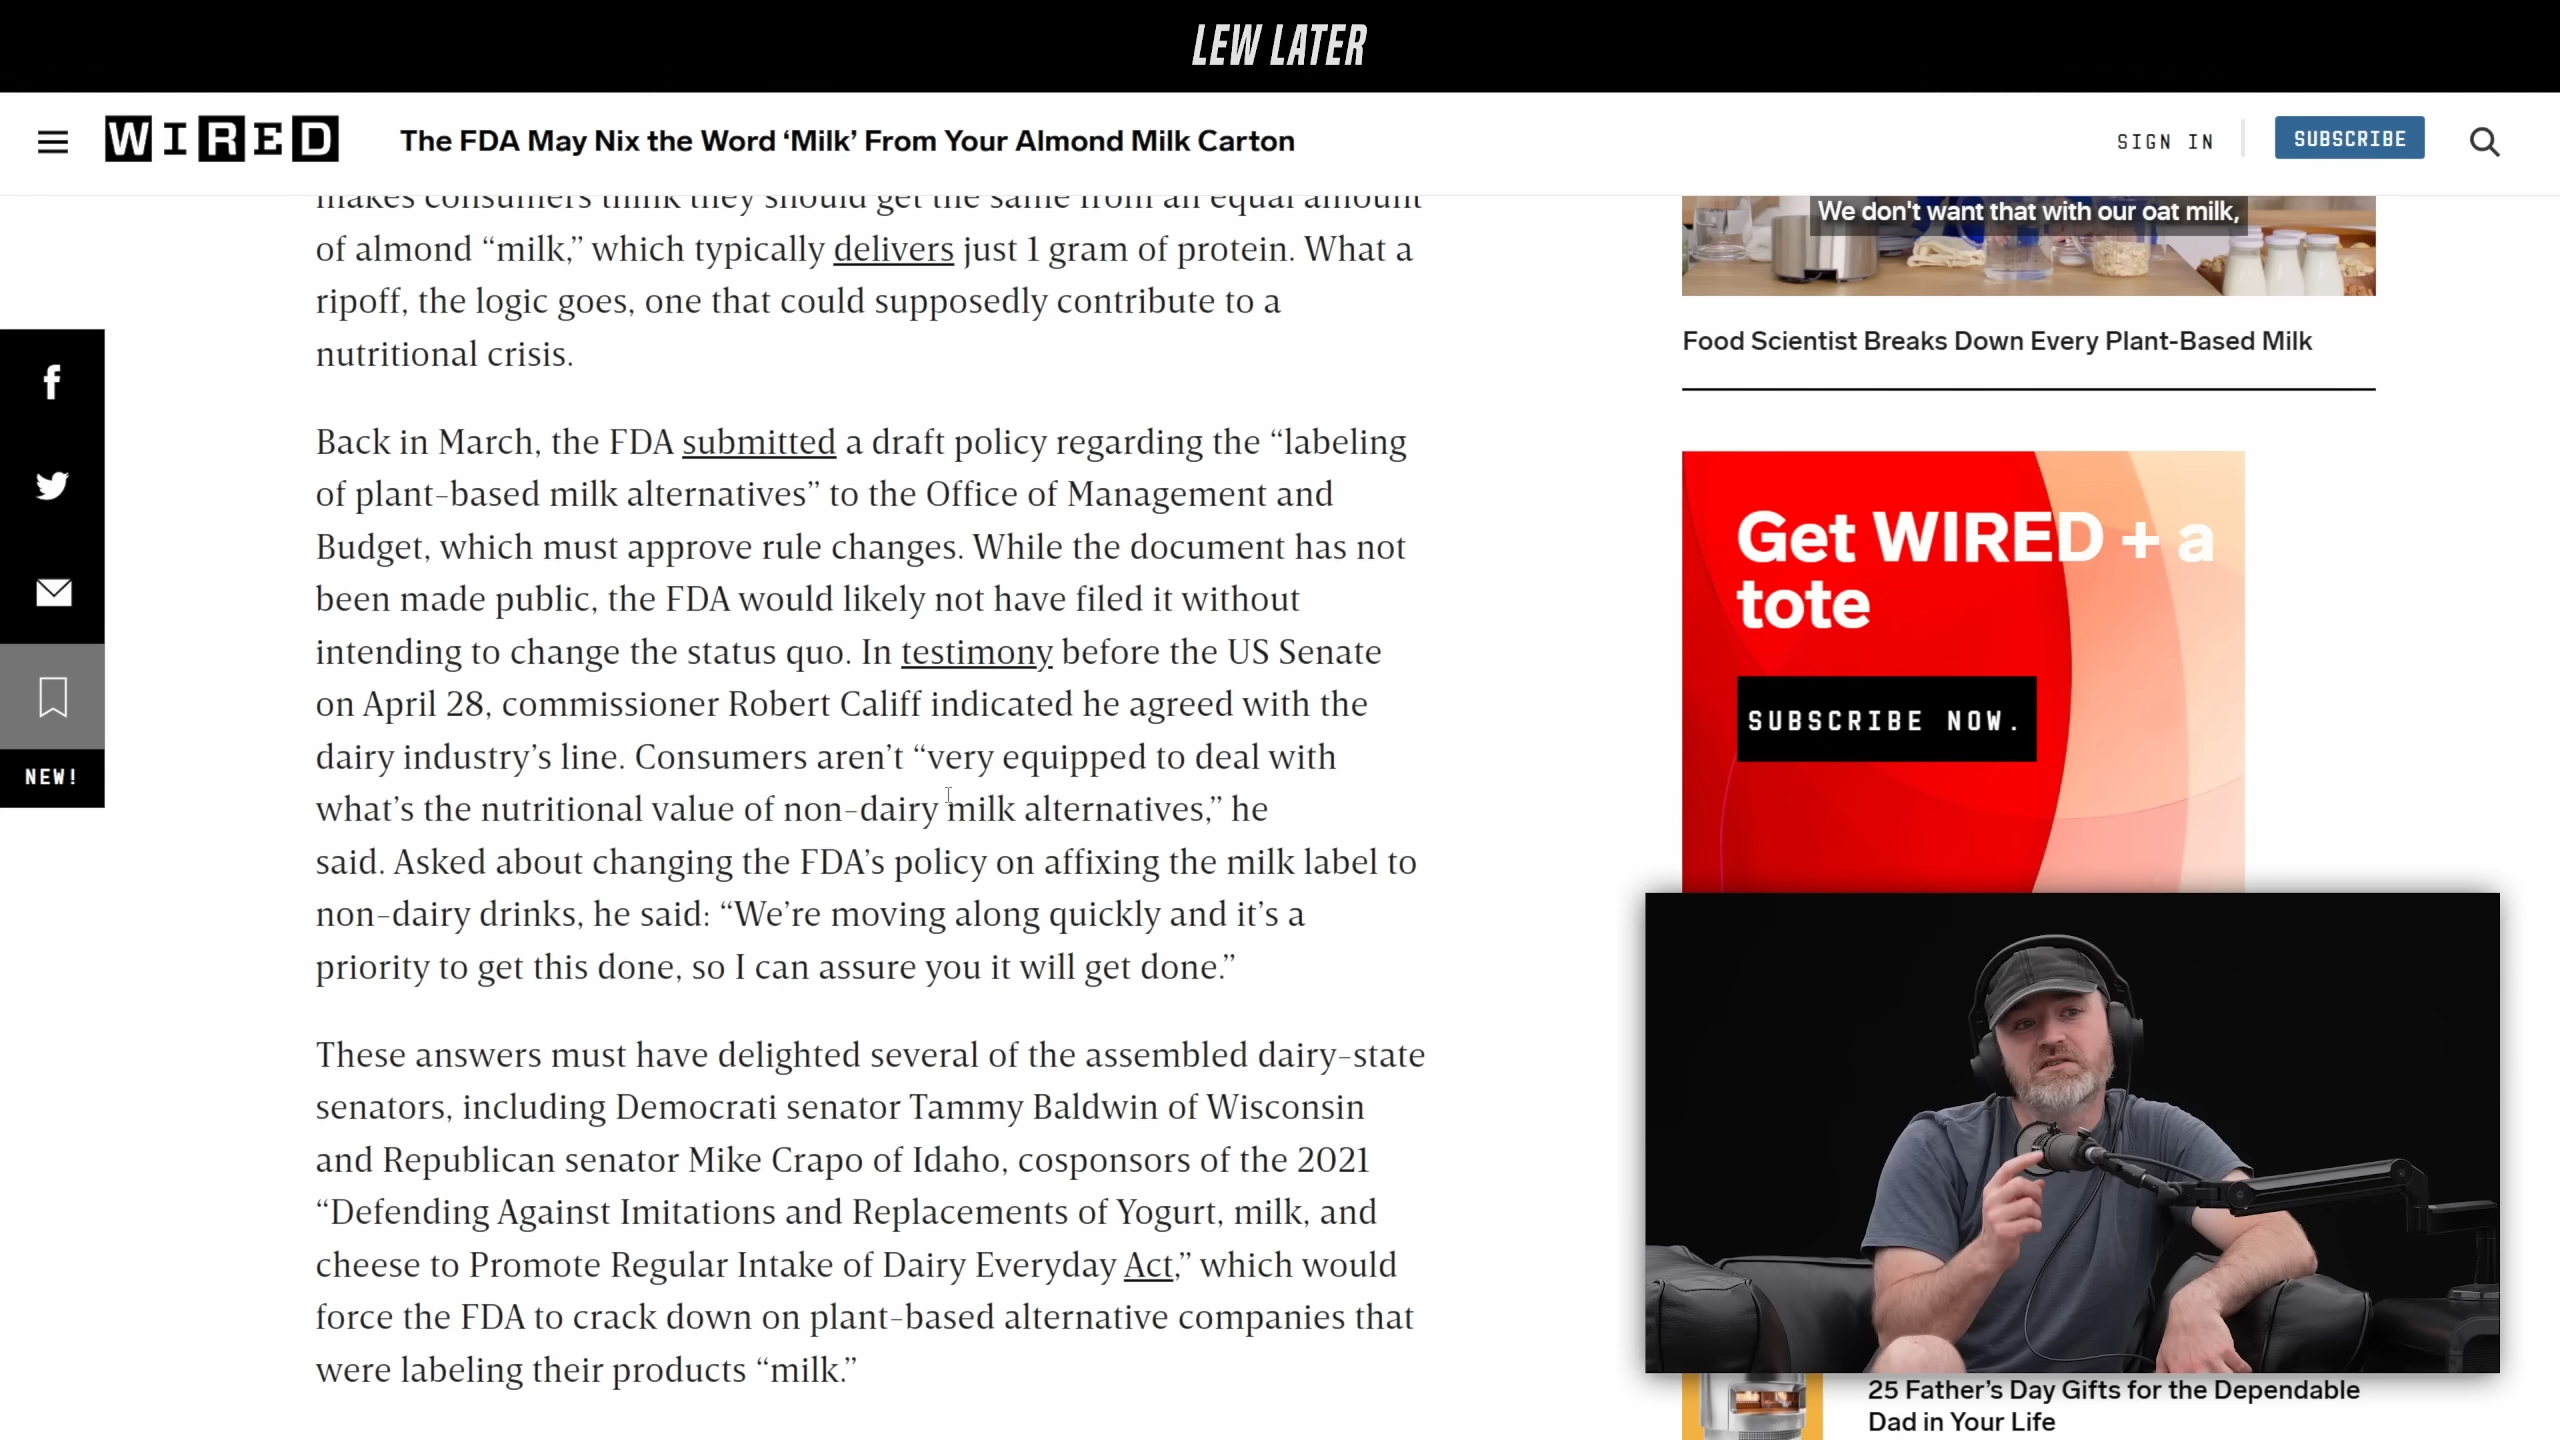 LEW LATER
WIRED
The FDA May Nix the Word ‘Milk’ From Your Almond Milk Carton
SIGN IN
SUBSCRIBE
makes consumers think they should get the same from an equal amount
of almond “milk,” which typically delivers just 1 gram of protein. What a
ripoff, the logic goes, one that could supposedly contribute to a
nutritional crisis.
Back in March, the FDA submitted a draft policy regarding the “labeling
of plant-based milk alternatives” to the Office of Management and
Budget, which must approve rule changes. While the document has not
been made public, the FDA would likely not have filed it without
intending to change the status quo. In testimony before the US Senate
on April 28, commissioner Robert Califf indicated he agreed with the
dairy industry’s line. Consumers aren’t “very equipped to deal with
what’s the nutritional value of non-dairy milk alternatives,” he
said. Asked about changing the FDA’s policy on affixing the milk label to
non-dairy drinks, he said: “We’re moving along quickly and it’s a
priority to get this done, so I can assure you it will get done.”
These answers must have delighted several of the assembled dairy-state
senators, including Democrati senator Tammy Baldwin of Wisconsin
and Republican senator Mike Crapo of Idaho, cosponsors of the 2021
“Defending Against Imitations and Replacements of Yogurt, milk, and
cheese to Promote Regular Intake of Dairy Everyday Act,” which would
force the FDA to crack down on plant-based alternative companies that
were labeling their products “milk.”
NEW!
We don't want that with our oat milk,
Food Scientist Breaks Down Every Plant-Based Milk
Get WIRED + a
tote
SUBSCRIBE NOW.
25 Father’s Day Gifts for the Dependable
Dad in Your Life